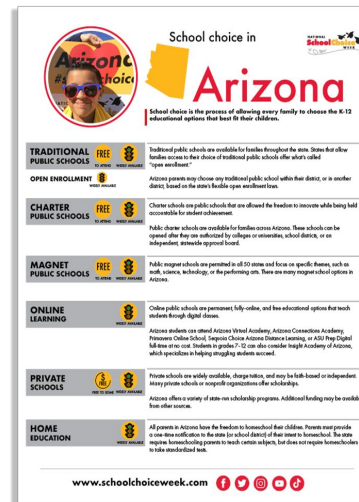 School choice in
NATIONAL
SchoolChoice
WEEK
Arizona
School choice is the process of allowing every family to choose the K-12
educational options that best fit their children.
Arizona
#schoolchoice
TRADITIONAL
PUBLIC SCHOOLS
FREE
TO ATTEND
WIDELY AVAILABLE
Traditional public schools are available for families throughout the state. States that allow
families access to their choice of traditional public schools offer what's called
"open enrollment."
OPEN ENROLLMENT
WIDELY AVAILABLE
Arizona parents may choose any traditional public school within their district, or in another
district, based on the state's flexible open enrollment laws.
CHARTER
PUBLIC SCHOOLS
FREE
TO ATTEND
WIDELY AVAILABLE
Charter schools are public schools that are allowed the freedom to innovate while being held
accountable for student achievement.
Public charter schools are available for families across Arizona. These schools can be
opened after they are authorized by colleges or universities, school districts, or an
independent, statewide approval board.
MAGNET
PUBLIC SCHOOLS
FREE
TO ATTEND
WIDELY AVAILABLE
Magnet public schools are permitted in all 50 states and focus on specific themes, such as
math, science, technology, or the performing arts. There are many magnet school options in
Arizona.
ONLINE
LEARNING
WIDELY AVAILABLE
Online public schools are permanent, fully-online, and free educational options that teach
students through digital classes.
Arizona students can attend Arizona Virtual Academy, Arizona Connections Academy,
Primavera Online School, Sequoia Choice Arizona Distance Learning, or ASU Prep Digital
full-time at no cost. Students in grades 7-12 can also consider Insight Academy of Arizona,
which specializes in helping struggling students succeed.
PRIVATE
SCHOOLS
FREE
FREE TO SOME
WIDELY AVAILABLE
Private schools are widely available, charge tuition, and may be faith-based or independent.
Many private schools or nonprofit organizations offer scholarships.
Arizona offers a variety of state-run scholarship programs. Additional funding may be available
from other sources.
HOME
EDUCATION
WIDELY AVAILABLE
All parents in Arizona have the freedom to homeschool their children. Parents must provide
a one-time notification to the state (or school district) of their intent to homeschool. The state
requires homeschooling parents to teach certain subjects, but does not require homeschoolers
to take standardized tests.
www.schoolchoiceweek.com